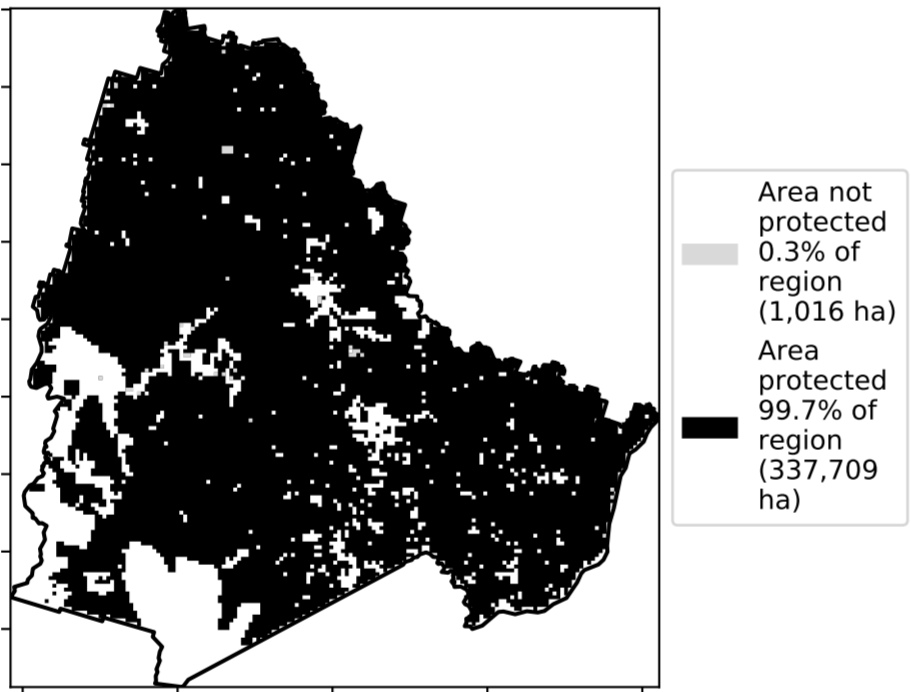 Area not
protected
0.3% of
region
(1,016 ha)
Area
protected
99.7% of
region
(337,709
ha)